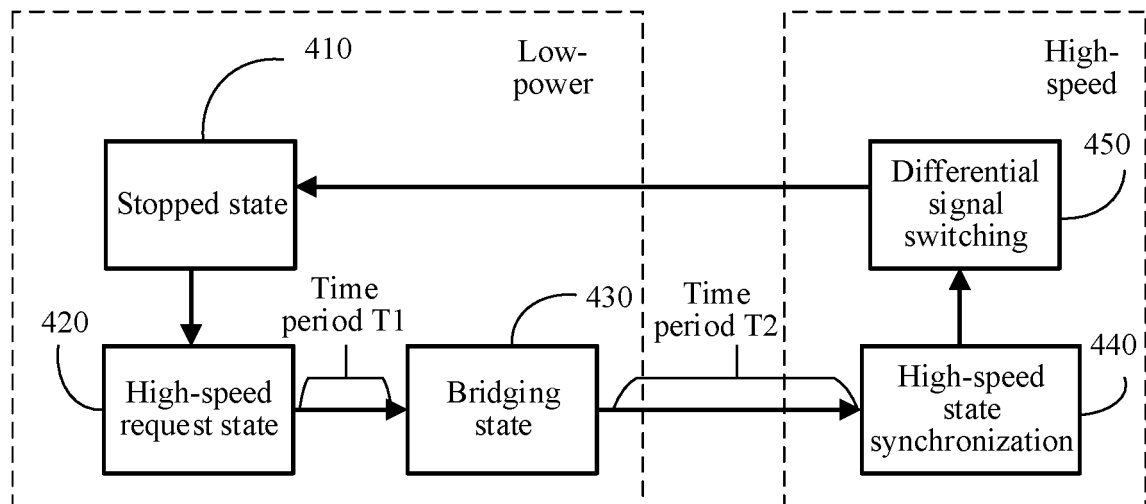 410
Low-
power
High-
speed
Stopped state
Differential
signal
switching
450
420
Time
period T1
430
Time
period T2
440
High-speed
request state
Bridging
state
High-speed
state
synchronization